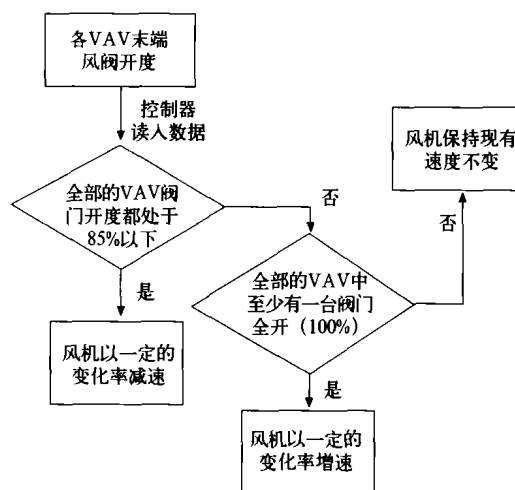 各VAV末端
风阀开度
控制器
读入数据
风机保持现有
速度不变
全部的VAV阀
门开度都处于
85%以下
否
否
全部的VAV中
至少有一台阀门
全开（100%）
是
风机以一定的
变化率减速
是
风机以一定的
变化率增速